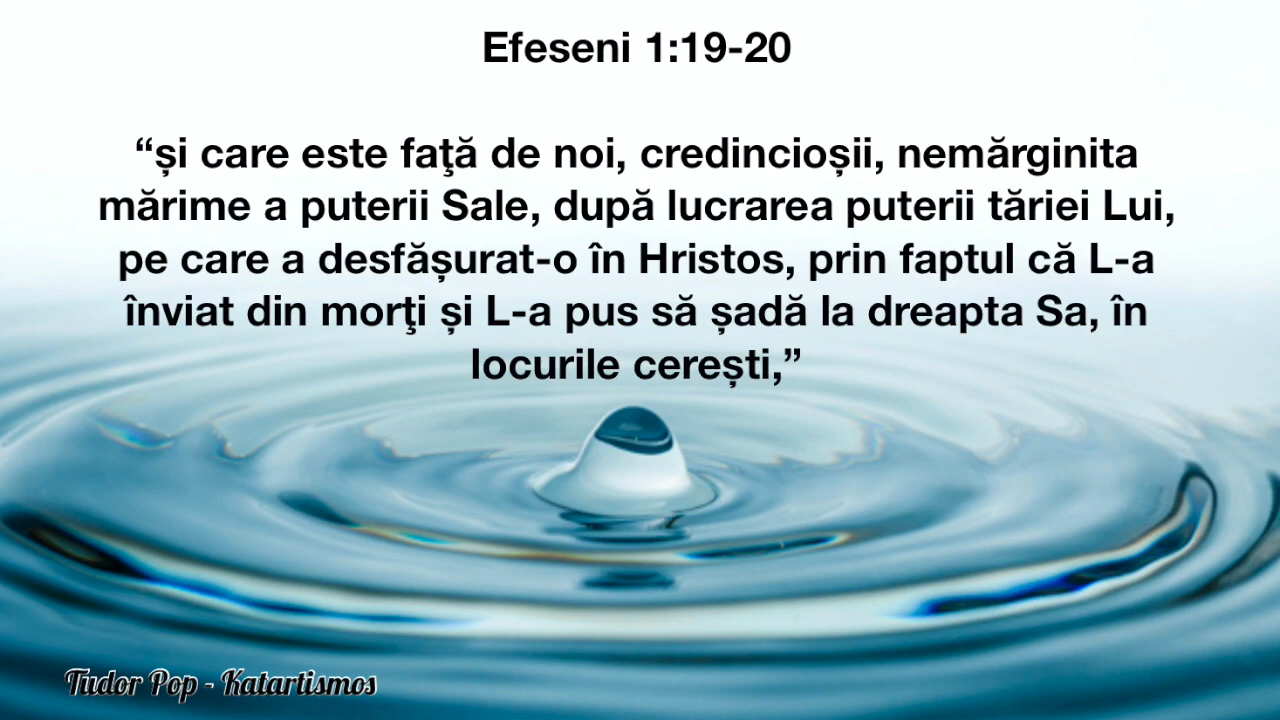 Efeseni 1:19-20
“și care este faţă de noi, credincioșii, nemărginita
mărime a puterii Sale, după lucrarea puterii tăriei Lui,
pe care a desfășurat-o în Hristos, prin faptul că L-a
înviat din morţi și L-a pus să șadă la dreapta Sa, în
locurile cerești,”
Tudor Pop - Katartismos